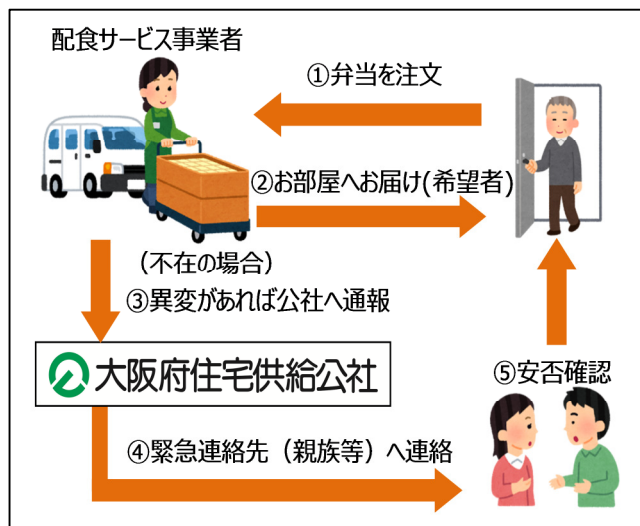 配食サービス事業者
①弁当を注文
②お部屋へお届け(希望者)
（不在の場合）
③異変があれば公社へ通報
大阪府住宅供給公社
⑤安否確認
④緊急連絡先（親族等）へ連絡